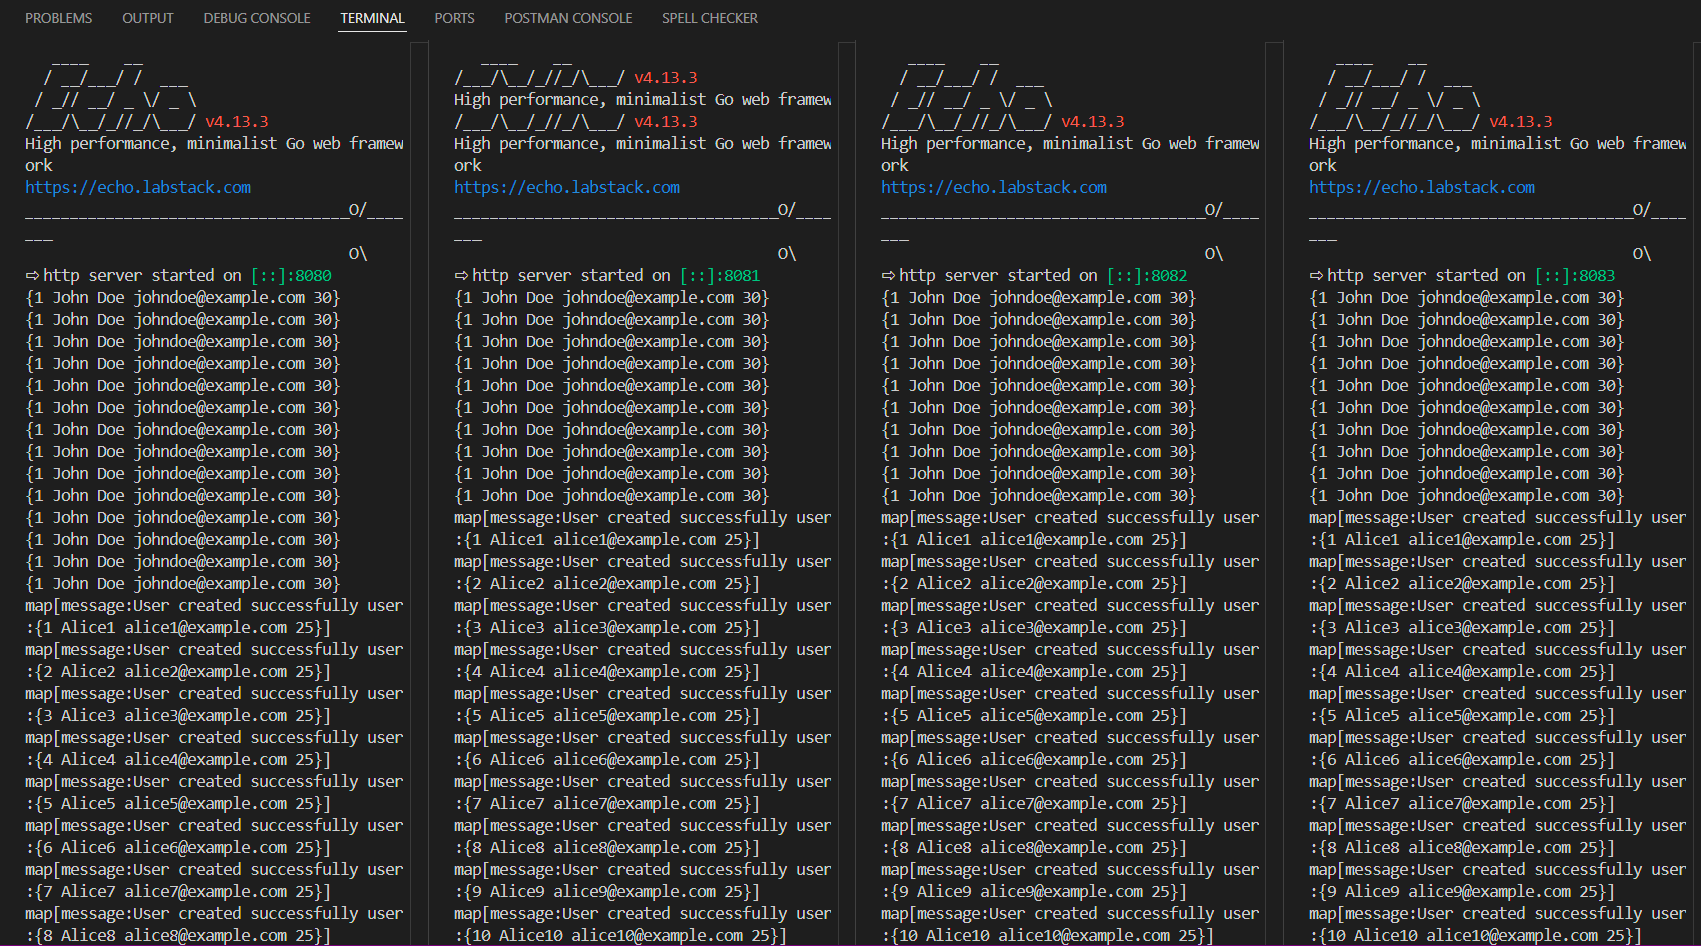 PROBLEMS OUTPUT DEBUG CONSOLE TERMINAL PORTS POSTMAN CONSOLE SPELL CHECKER
   ____    __
  / __/___/ /  ___
 / _// __/ _ \/ _ \
/___/\__/_//_/\___/ v4.13.3
High performance, minimalist Go web framew
ork
https://echo.labstack.com
____________________________________O/____
___
                                    O\
⇨ http server started on [::]:8080
{1 John Doe johndoe@example.com 30}
{1 John Doe johndoe@example.com 30}
{1 John Doe johndoe@example.com 30}
{1 John Doe johndoe@example.com 30}
{1 John Doe johndoe@example.com 30}
{1 John Doe johndoe@example.com 30}
{1 John Doe johndoe@example.com 30}
{1 John Doe johndoe@example.com 30}
{1 John Doe johndoe@example.com 30}
{1 John Doe johndoe@example.com 30}
{1 John Doe johndoe@example.com 30}
{1 John Doe johndoe@example.com 30}
{1 John Doe johndoe@example.com 30}
{1 John Doe johndoe@example.com 30}
map[message:User created successfully user
:{1 Alice1 alice1@example.com 25}]
map[message:User created successfully user
:{2 Alice2 alice2@example.com 25}]
map[message:User created successfully user
:{3 Alice3 alice3@example.com 25}]
map[message:User created successfully user
:{4 Alice4 alice4@example.com 25}]
map[message:User created successfully user
:{5 Alice5 alice5@example.com 25}]
map[message:User created successfully user
:{6 Alice6 alice6@example.com 25}]
map[message:User created successfully user
:{7 Alice7 alice7@example.com 25}]
map[message:User created successfully user
:{8 Alice8 alice8@example.com 25}]
   ____    __
/___/\__/_//_/\___/ v4.13.3
High performance, minimalist Go web framew
/___/\__/_//_/\___/ v4.13.3
High performance, minimalist Go web framew
ork
https://echo.labstack.com
____________________________________O/____
___
                                    O\
⇨ http server started on [::]:8081
{1 John Doe johndoe@example.com 30}
{1 John Doe johndoe@example.com 30}
{1 John Doe johndoe@example.com 30}
{1 John Doe johndoe@example.com 30}
{1 John Doe johndoe@example.com 30}
{1 John Doe johndoe@example.com 30}
{1 John Doe johndoe@example.com 30}
{1 John Doe johndoe@example.com 30}
{1 John Doe johndoe@example.com 30}
{1 John Doe johndoe@example.com 30}
map[message:User created successfully user
:{1 Alice1 alice1@example.com 25}]
map[message:User created successfully user
:{2 Alice2 alice2@example.com 25}]
map[message:User created successfully user
:{3 Alice3 alice3@example.com 25}]
map[message:User created successfully user
:{4 Alice4 alice4@example.com 25}]
map[message:User created successfully user
:{5 Alice5 alice5@example.com 25}]
map[message:User created successfully user
:{6 Alice6 alice6@example.com 25}]
map[message:User created successfully user
:{7 Alice7 alice7@example.com 25}]
map[message:User created successfully user
:{8 Alice8 alice8@example.com 25}]
map[message:User created successfully user
:{9 Alice9 alice9@example.com 25}]
map[message:User created successfully user
:{10 Alice10 alice10@example.com 25}]
   ____    __
  / __/___/ /  ___
 / _// __/ _ \/ _ \
/___/\__/_//_/\___/ v4.13.3
High performance, minimalist Go web framew
ork
https://echo.labstack.com
____________________________________O/____
___
                                    O\
⇨ http server started on [::]:8082
{1 John Doe johndoe@example.com 30}
{1 John Doe johndoe@example.com 30}
{1 John Doe johndoe@example.com 30}
{1 John Doe johndoe@example.com 30}
{1 John Doe johndoe@example.com 30}
{1 John Doe johndoe@example.com 30}
{1 John Doe johndoe@example.com 30}
{1 John Doe johndoe@example.com 30}
{1 John Doe johndoe@example.com 30}
{1 John Doe johndoe@example.com 30}
map[message:User created successfully user
:{1 Alice1 alice1@example.com 25}]
map[message:User created successfully user
:{2 Alice2 alice2@example.com 25}]
map[message:User created successfully user
:{3 Alice3 alice3@example.com 25}]
map[message:User created successfully user
:{4 Alice4 alice4@example.com 25}]
map[message:User created successfully user
:{5 Alice5 alice5@example.com 25}]
map[message:User created successfully user
:{6 Alice6 alice6@example.com 25}]
map[message:User created successfully user
:{7 Alice7 alice7@example.com 25}]
map[message:User created successfully user
:{8 Alice8 alice8@example.com 25}]
map[message:User created successfully user
:{9 Alice9 alice9@example.com 25}]
map[message:User created successfully user
:{10 Alice10 alice10@example.com 25}]
   ____    __
  / __/___/ /  ___
 / _// __/ _ \/ _ \
/___/\__/_//_/\___/ v4.13.3
High performance, minimalist Go web framew
ork
https://echo.labstack.com
____________________________________O/____
___
                                    O\
⇨ http server started on [::]:8083
{1 John Doe johndoe@example.com 30}
{1 John Doe johndoe@example.com 30}
{1 John Doe johndoe@example.com 30}
{1 John Doe johndoe@example.com 30}
{1 John Doe johndoe@example.com 30}
{1 John Doe johndoe@example.com 30}
{1 John Doe johndoe@example.com 30}
{1 John Doe johndoe@example.com 30}
{1 John Doe johndoe@example.com 30}
{1 John Doe johndoe@example.com 30}
map[message:User created successfully user
:{1 Alice1 alice1@example.com 25}]
map[message:User created successfully user
:{2 Alice2 alice2@example.com 25}]
map[message:User created successfully user
:{3 Alice3 alice3@example.com 25}]
map[message:User created successfully user
:{4 Alice4 alice4@example.com 25}]
map[message:User created successfully user
:{5 Alice5 alice5@example.com 25}]
map[message:User created successfully user
:{6 Alice6 alice6@example.com 25}]
map[message:User created successfully user
:{7 Alice7 alice7@example.com 25}]
map[message:User created successfully user
:{8 Alice8 alice8@example.com 25}]
map[message:User created successfully user
:{9 Alice9 alice9@example.com 25}]
map[message:User created successfully user
:{10 Alice10 alice10@example.com 25}]